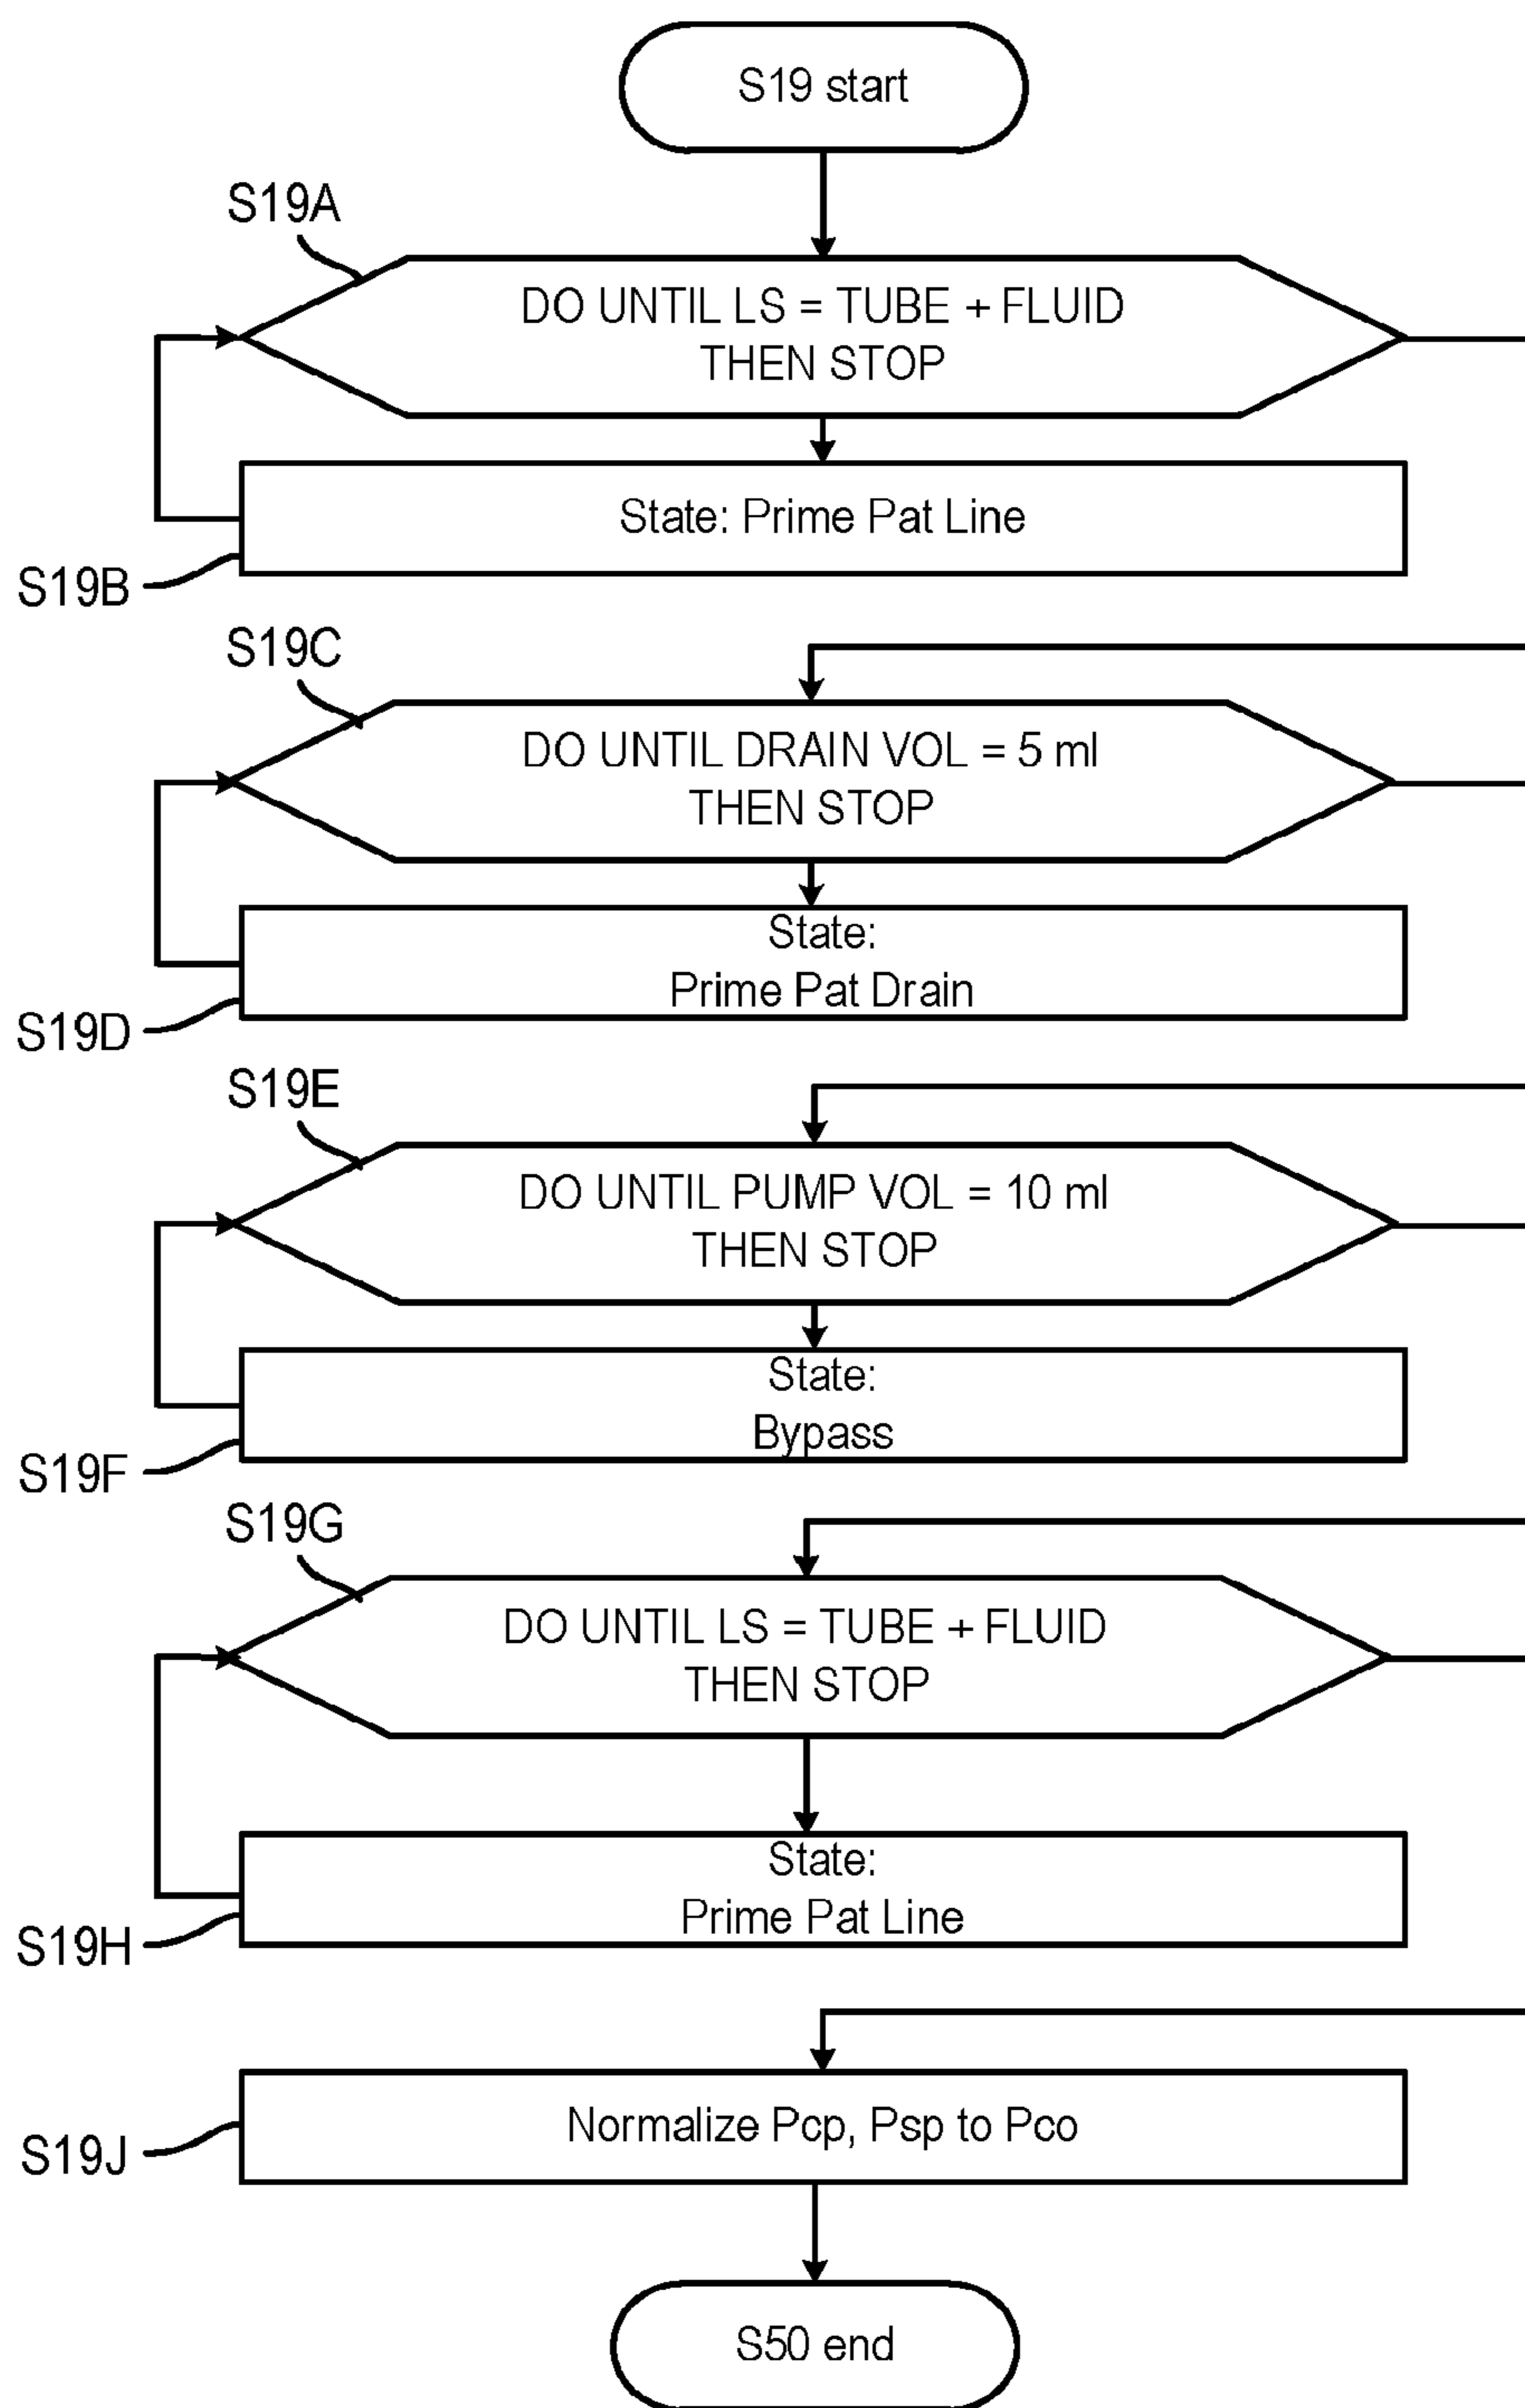 S19 start
S19A
DO UNTIL LS = TUBE + FLUID
THEN STOP
State: Prime Pat Line
S19B
S19C
DO UNTIL DRAIN VOL = 5 ml
THEN STOP
State:
Prime Pat Drain
S19D
S19E
DO UNTIL PUMP VOL = 10 ml
THEN STOP
State:
Bypass
S19F
S19G
DO UNTIL LS = TUBE + FLUID
THEN STOP
State:
Prime Pat Line
S19H
Normalize Pcp, Psp to Pco
S19J
S50 end